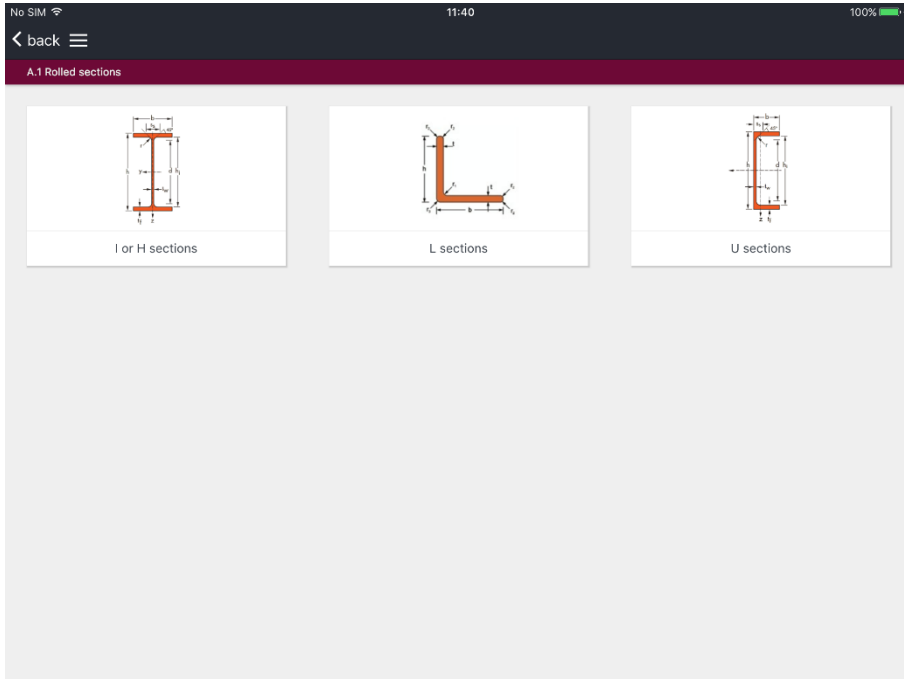 No SIM
11:40
100%
back
A.1 Rolled sections
b
h
y
d
z
I or H sections
h
t
t
b
L sections
b
h
d
z
U sections